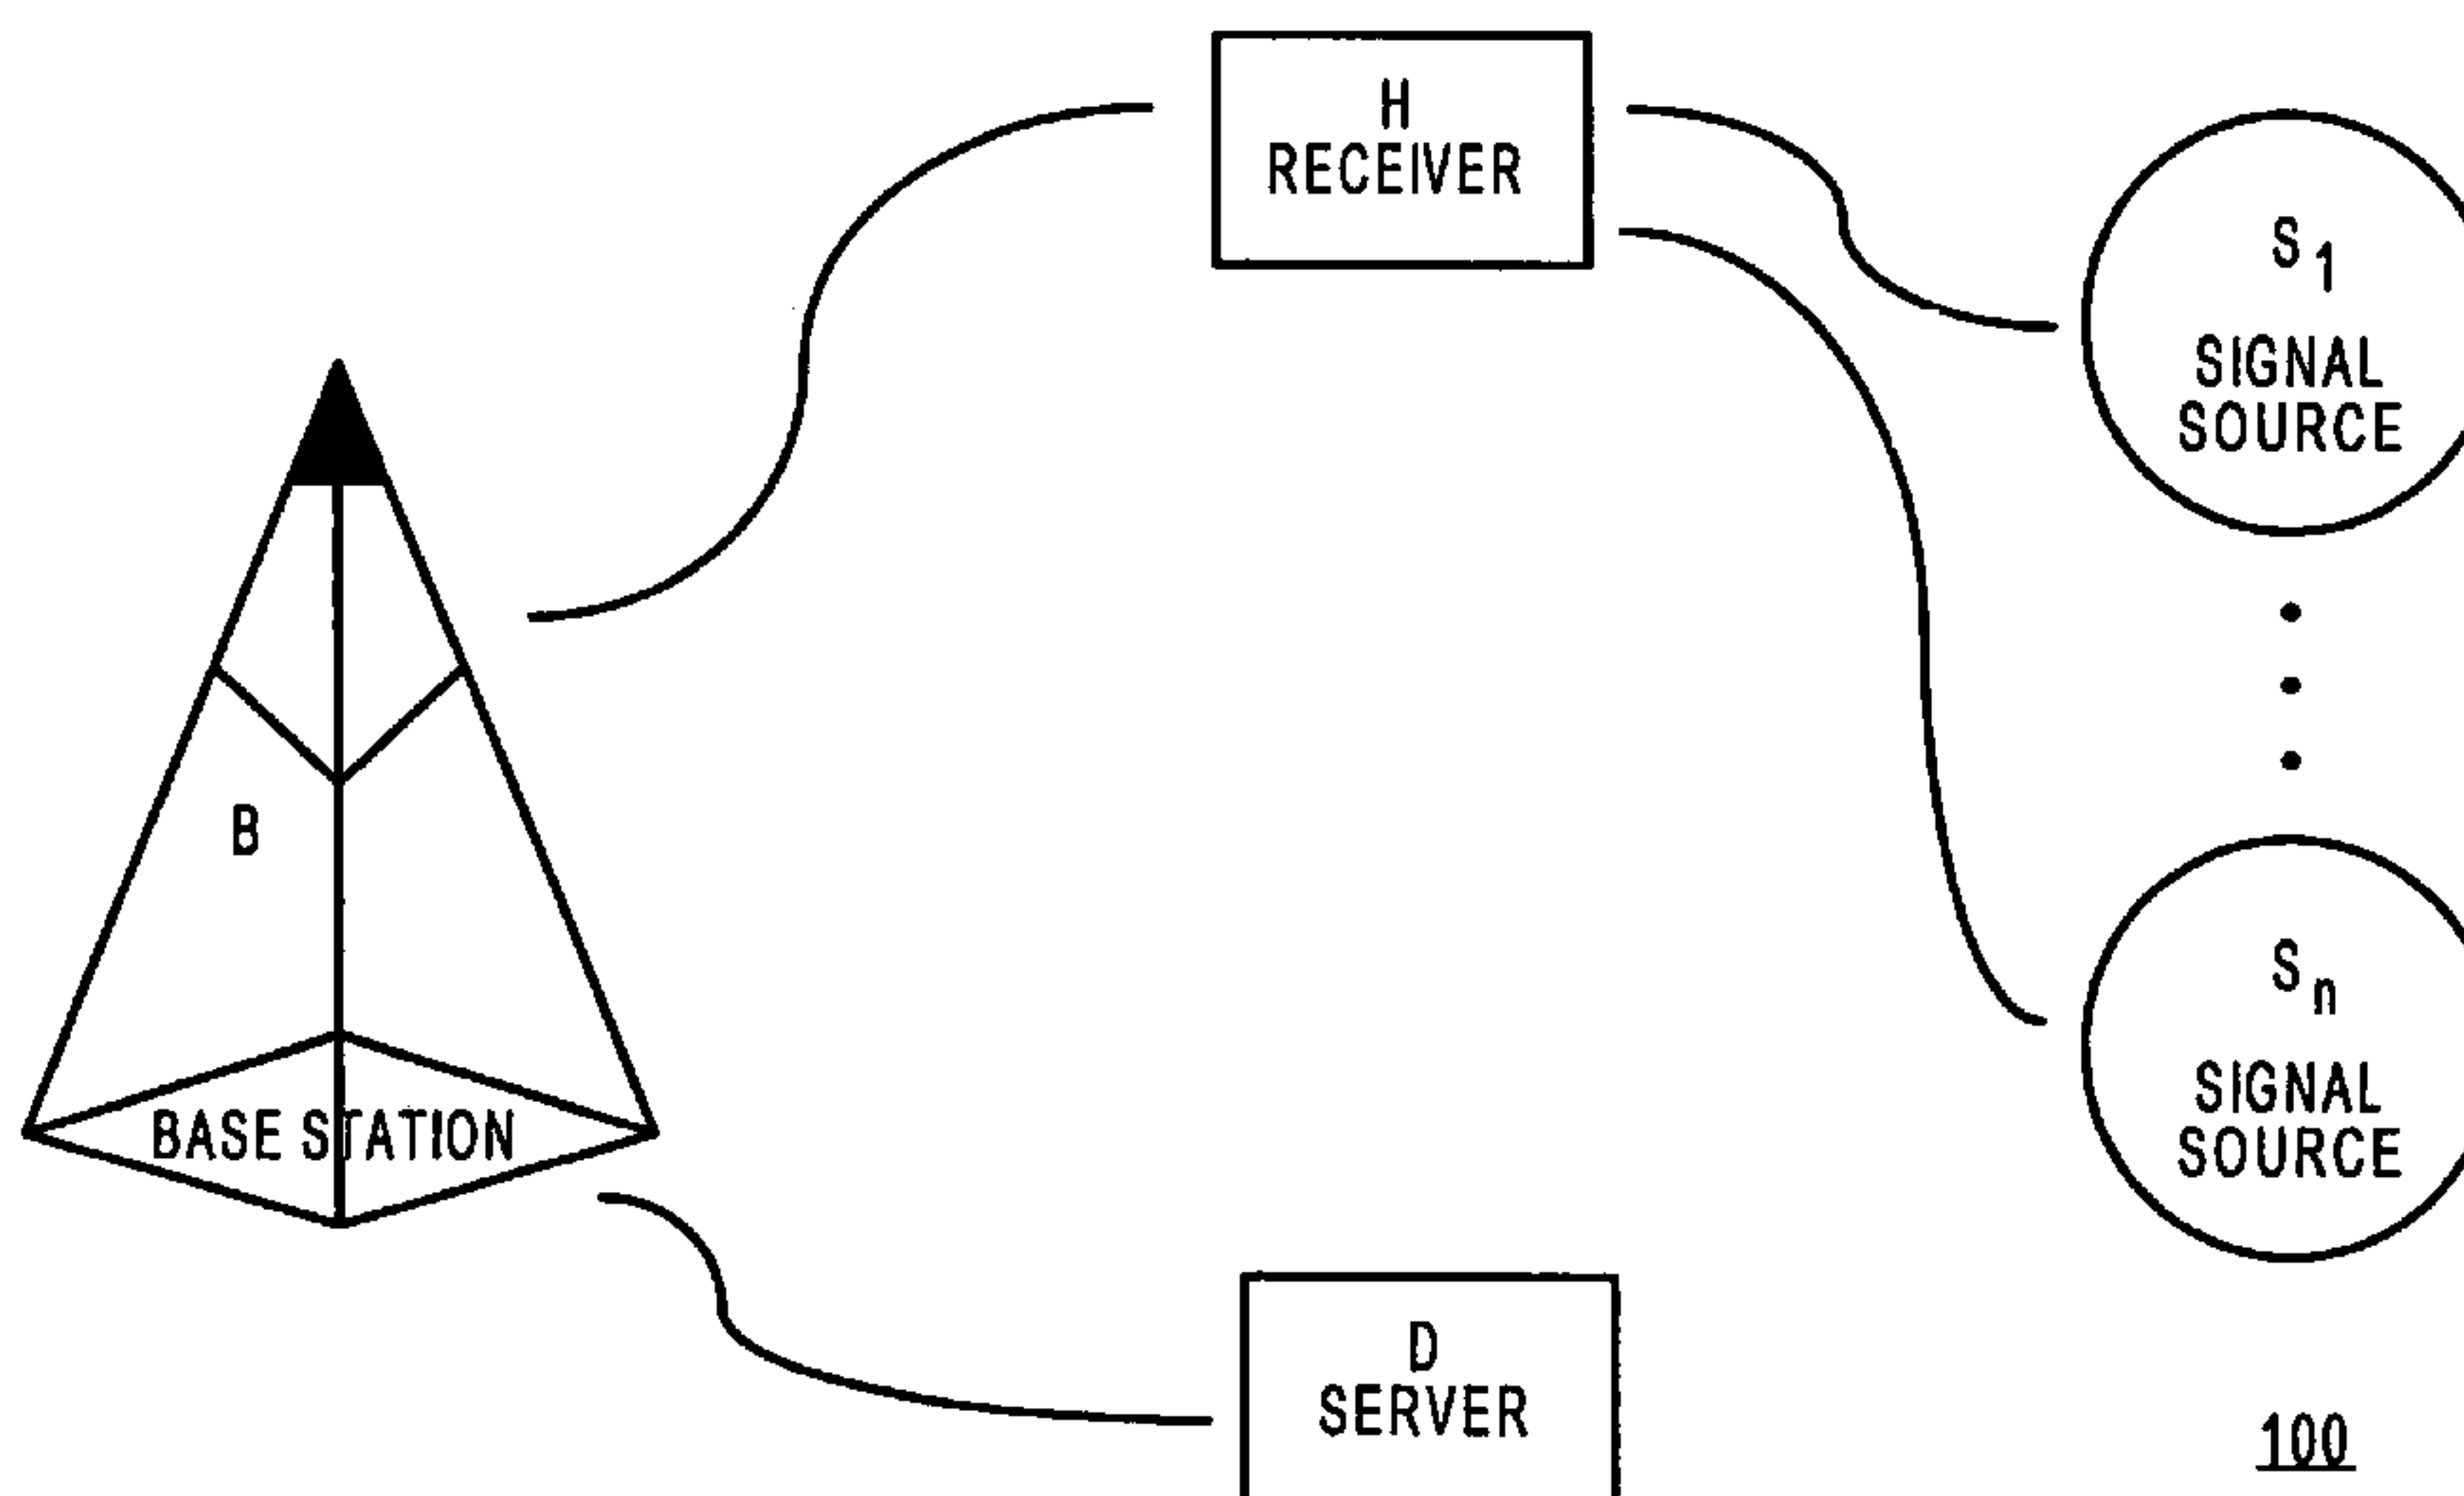 H
RECEIVER
S1
SIGNAL
SOURCE
B
Sn
SIGNAL
SOURCE
BASE STATION
D
SERVER
100